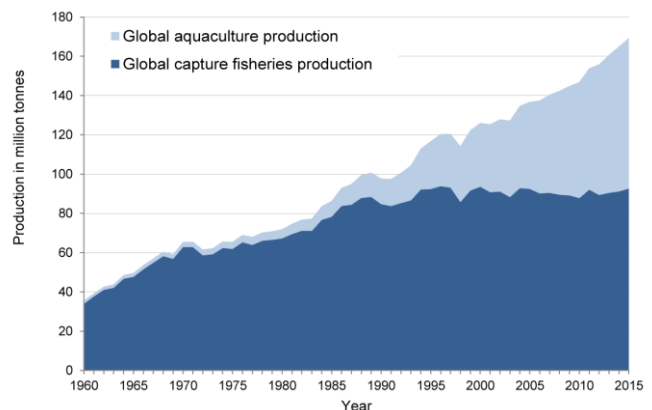 180
160
140
120
100
80
60
40
20
0
Production in million tonnes
Global aquaculture production
Global capture fisheries production
1960 1965 1970 1975 1980 1985 1990 1995 2000 2005 2010 2015
Year